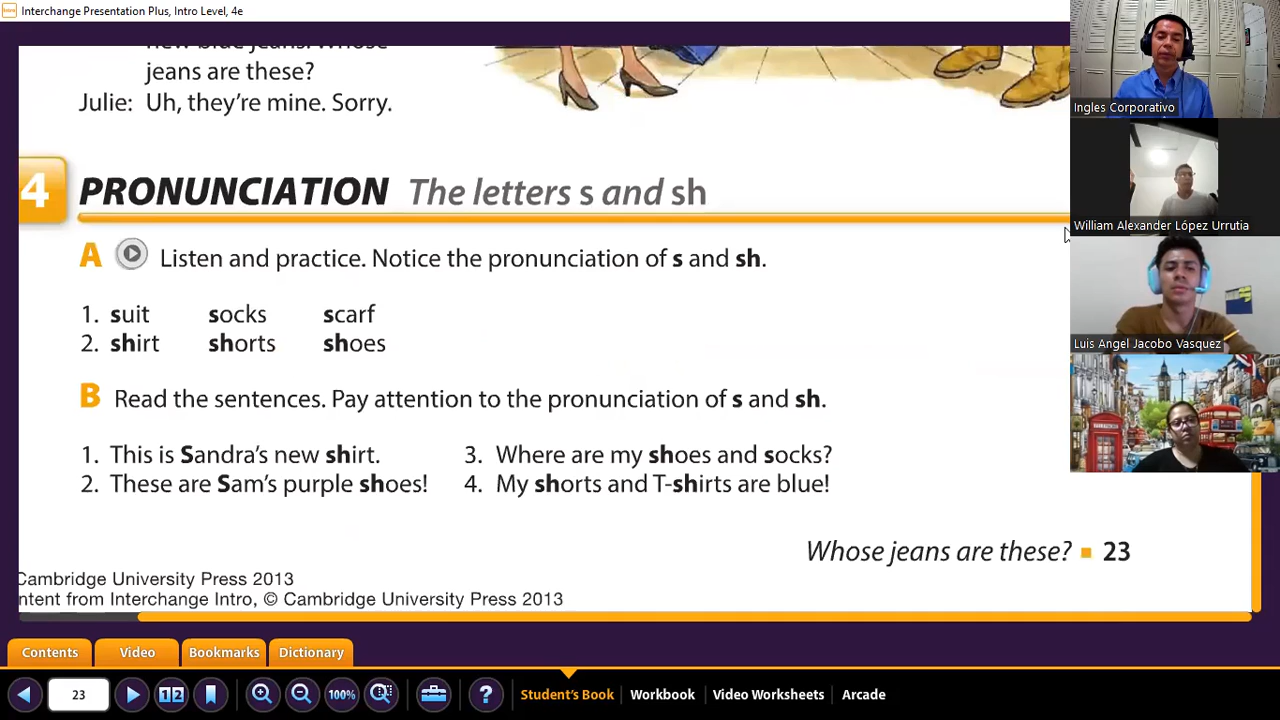 Interchange Presentation Plus, Intro Level, 4e
jeans are these?
Julie: Uh, they're mine. Sorry.
4 PRONUNCIATION The letters s and sh
A Listen and practice. Notice the pronunciation of s and sh.
1. suit socks scarf
2. shirt shorts shoes
B Read the sentences. Pay attention to the pronunciation of s and sh.
1. This is Sandra's new shirt. 3. Where are my shoes and socks?
2. These are Sam's purple shoes! 4. My shorts and T-shirts are blue!
Whose jeans are these? 23
Cambridge University Press 2013
ntent from Interchange Intro, © Cambridge University Press 2013
Contents Video Bookmarks Dictionary
23 1 2 100% ? Student's Book Workbook Video Worksheets Arcade
Ingles Corporativo
William Alexander López Urrutia
Luis Angel Jacobo Vasquez